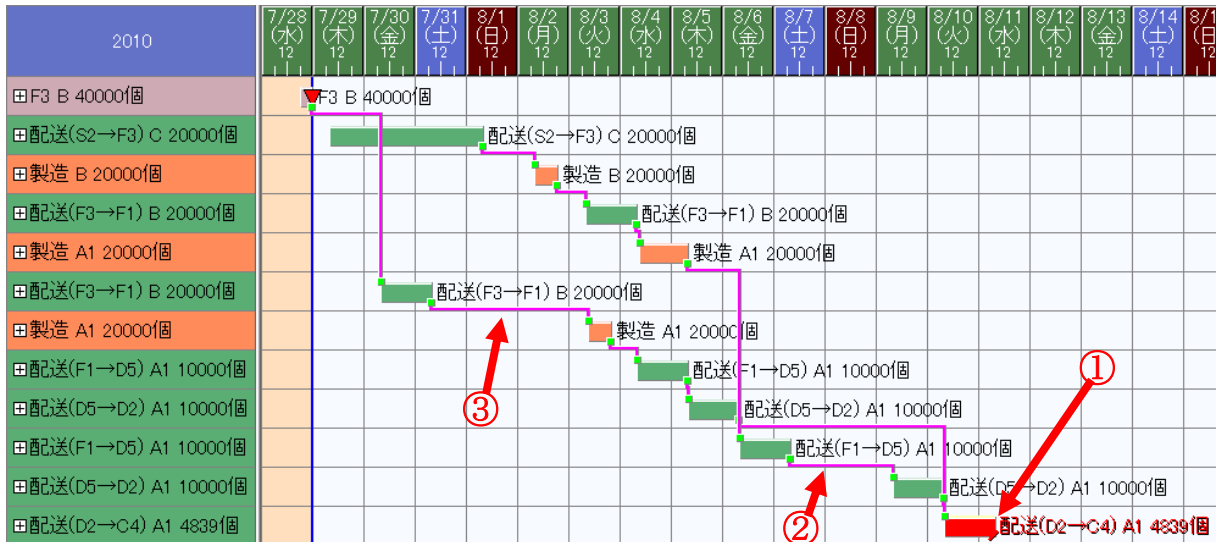 2010
7/28 7/29 7/30 7/31 8/1 8/2 8/3 8/4 8/5 8/6 8/7 8/8 8/9 8/10 8/11 8/12 8/13 8/14
(水) (木) (金) (土) (日) (月) (火) (水) (木) (金) (土) (日) (月) (火) (水) (木) (金) (土) (日
12 12 12 12 12 12 12 12 12 12 12 12 12 12 12 12 12 12 12
F3 B 40000個 F3 B 40000個
配送(S2→F3) C 20000個 配送(S2→F3) C 20000個
製造 B 20000個 製造 B 20000個
配送(F3→F1) B 20000個 配送(F3→F1) B 20000個
製造 A1 20000個 製造 A1 20000個
配送(F3→F1) B 20000個 配送(F3→F1) B 20000個
製造 A1 20000個 製造 A1 20000個
配送(F1→D5) A1 10000個 配送(F1→D5) A1 10000個
①
③
配送(D5→D2) A1 10000個 配送(D5→D2) A1 10000個
配送(F1→D5) A1 10000個 配送(F1→D5) A1 10000個
配送(D5→D2) A1 10000個 配送(D5→D2) A1 10000個
②
配送(D2→C4) A1 4839個 配送(D2→C4) A1 4839個